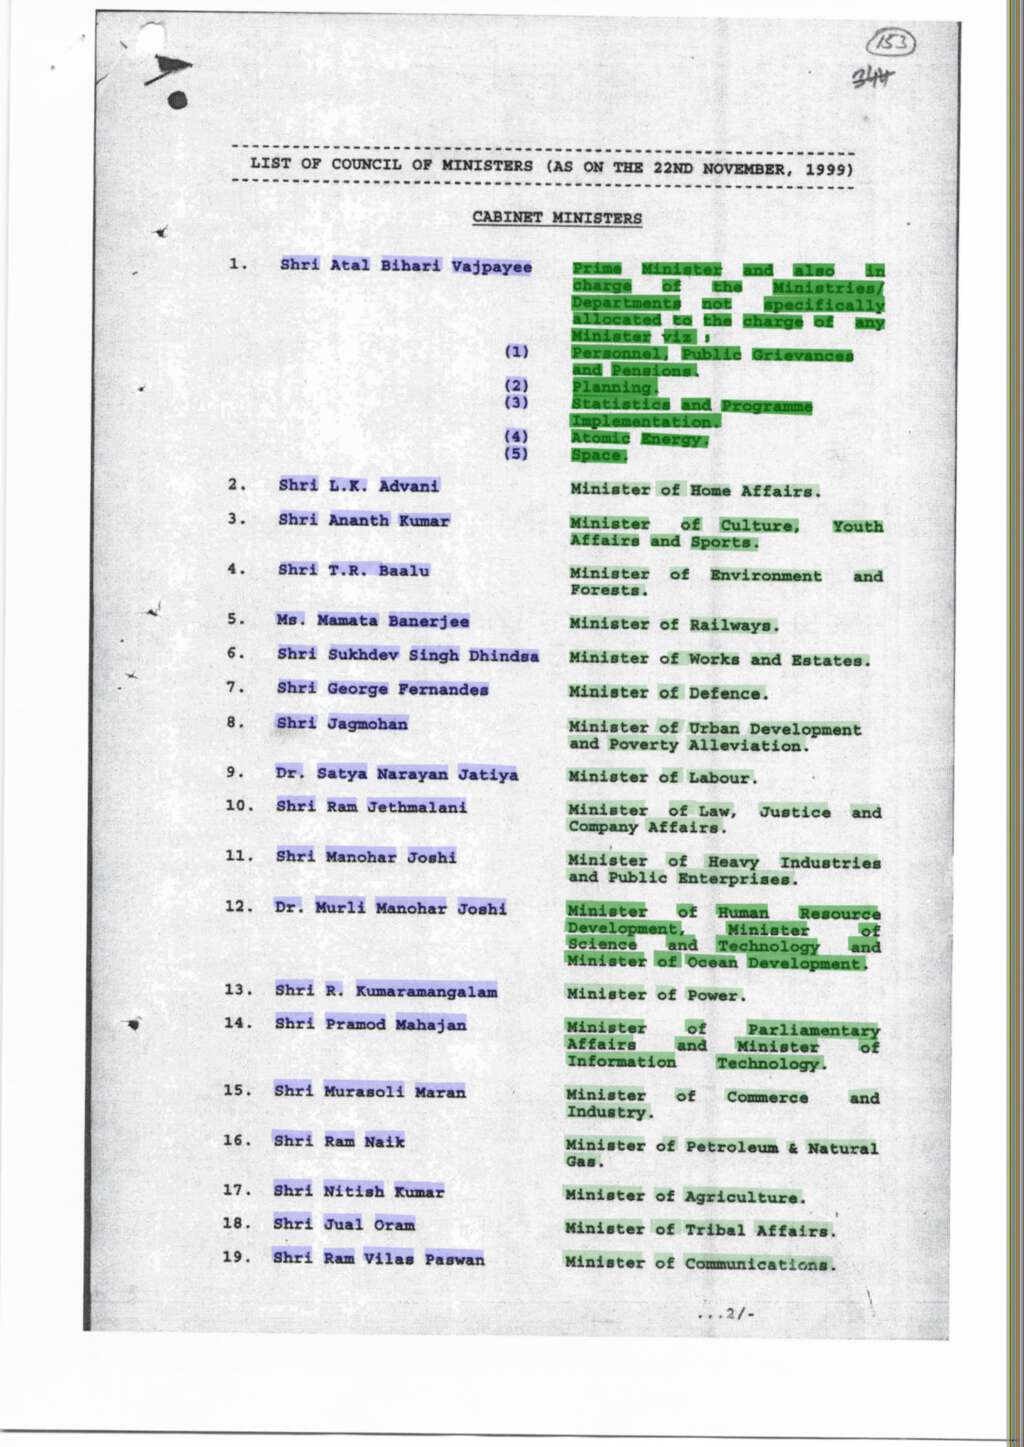 153
344
LIST OF COUNCIL OF MINISTERS (AS ON THE 22ND NOVEMBER, 1999)
CABINET MINISTERS
1. Shri Atal Bihari Vajpayee Prime Minister and also in
charge of the Ministries/
Departments not specifically
allocated to the charge of any
Minister viz :
(1) Personnel, Public Grievances
and Pensions.
(2) Planning.
(3) Statistics and Programme
Implementation.
(4) Atomic Energy,
(5) Space.
2. Shri L.K. Advani Minister of Home Affairs.
3. Shri Ananth Kumar Minister of Culture, Youth
Affairs and Sports.
4. Shri T.R. Baalu Minister of Environment and
Forests.
5. Ms. Mamata Banerjee Minister of Railways.
6. Shri Sukhdev Singh Dhindsa Minister of Works and Estates.
7. Shri George Fernandes Minister of Defence.
8. Shri Jagmohan Minister of Urban Development
and Poverty Alleviation.
9. Dr. Satya Narayan Jatiya Minister of Labour.
10. Shri Ram Jethmalani Minister of Law, Justice and
Company Affairs.
11. Shri Manohar Joshi Minister of Heavy Industries
and Public Enterprises.
12. Dr. Murli Manohar Joshi Minister of Human Resource
Development, Minister of
Science and Technology and
Minister of Ocean Development.
13. Shri R. Kumaramangalam Minister of Power.
14. Shri Pramod Mahajan Minister of Parliamentary
Affairs and Minister of
Information Technology.
15. Shri Murasoli Maran Minister of Commerce and
Industry.
16. Shri Ram Naik Minister of Petroleum & Natural
Gas.
17. Shri Nitish Kumar Minister of Agriculture.
18. Shri Jual Oram Minister of Tribal Affairs.
19. Shri Ram Vilas Paswan Minister of Communications.
...2/-